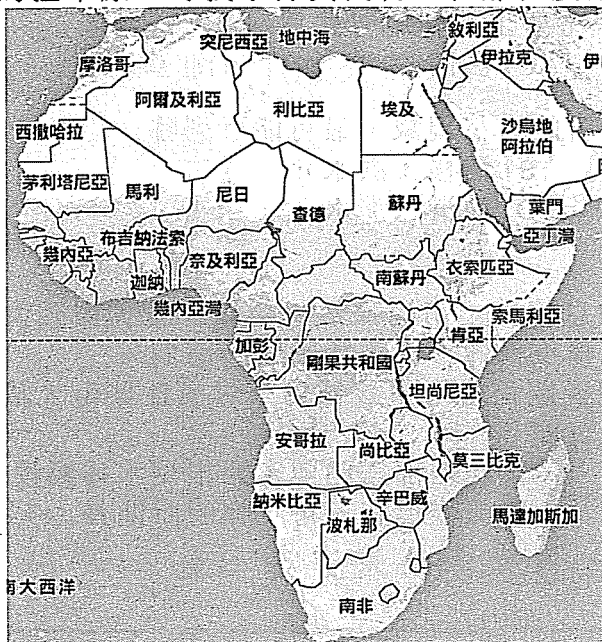 突尼西亞
地中海
敘利亞
摩洛哥
伊拉克
伊
阿爾及利亞
利比亞
埃及
沙烏地
阿拉伯
西撒哈拉
茅利塔尼亞
馬利
尼日
查德
蘇丹
葉門
亞丁灣
布吉納法索
幾內亞
奈及利亞
衣索匹亞
迦納
南蘇丹
幾內亞灣
索馬利亞
加彭
剛果共和國
肯亞
坦尚尼亞
安哥拉
尚比亞
莫三比克
納米比亞
辛巴威
波札那
馬達加斯加
南大西洋
南非